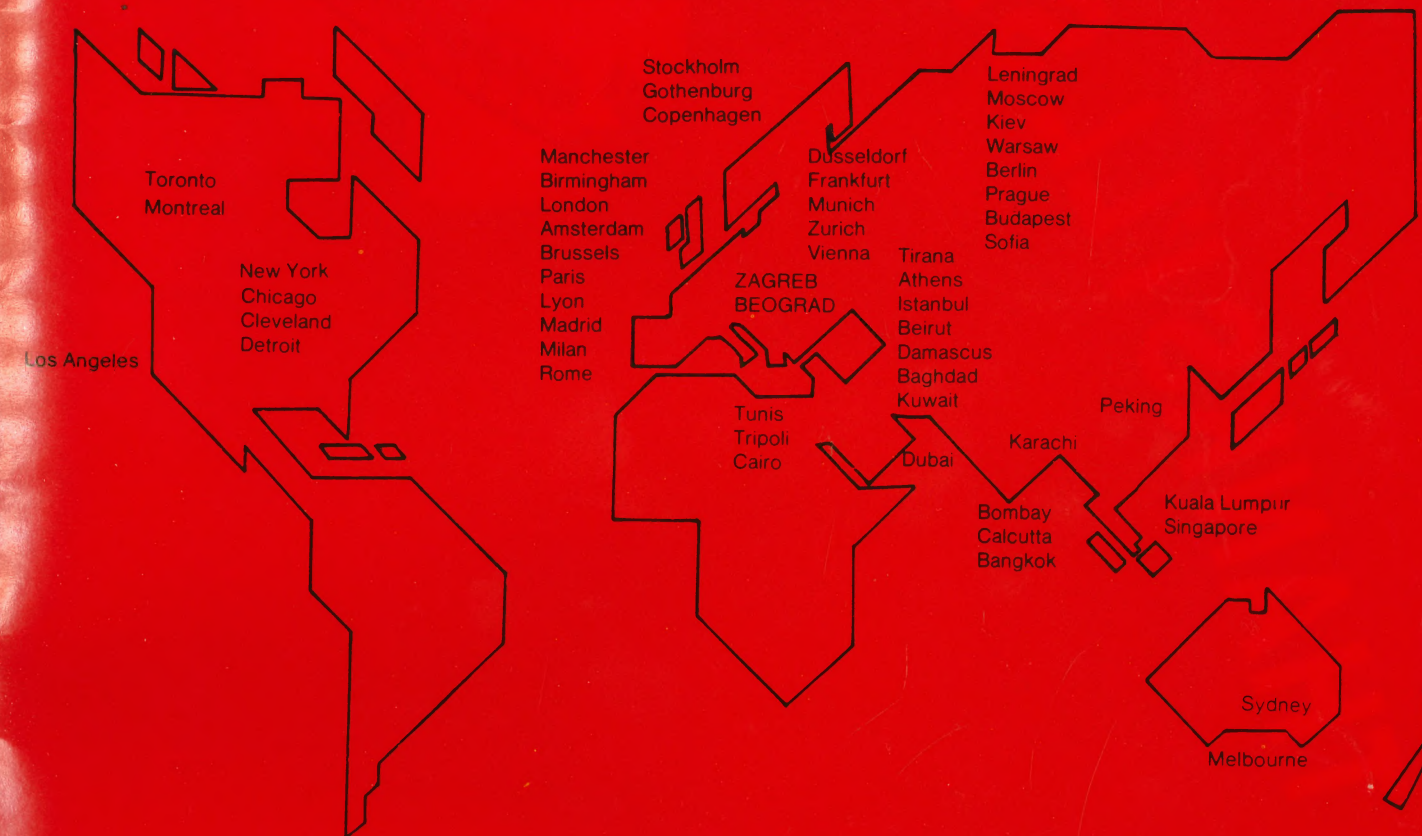 Stockholm
Gothenburg
Copenhagen
Leningrad
Moscow
Kiev
Warsaw
Berlin
Prague
Budapest
Sofia
Manchester
Birmingham
London
Amsterdam
Brussels
Paris
Lyon
Madrid
Milan
Rome
Dusseldorf
Frankfurt
Munich
Zurich
Vienna
Toronto
Montreal
New York
Chicago
Cleveland
Detroit
Los Angeles
ZAGREB
BEOGRAD
Tirana
Athens
Istanbul
Beirut
Damascus
Baghdad
Kuwait
Tunis
Tripoli
Cairo
Dubai
Karachi
Peking
Bombay
Calcutta
Bangkok
Kuala Lumpur
Singapore
Sydney
Melbourne